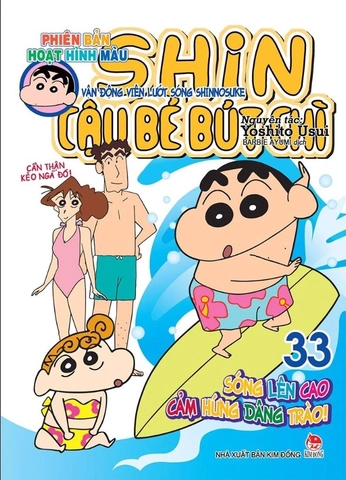 PHIÊN BẢN
HOẠT HÌNH MÀU
SHIN
VẬN ĐỘNG VIÊN LƯỚT SÓNG SHINNOSUKE
CẬU BÉ BÚT CHÌ
Nguyên tác:
Yoshito Usui
BARBIE AYUMI dịch
CẨN THẬN
KẺO NGÃ ĐÓ!
33
SÓNG LÊN CAO
CẢM HỨNG DÂNG TRÀO!
NHÀ XUẤT BẢN KIM ĐỒNG
KIM ĐỒNG